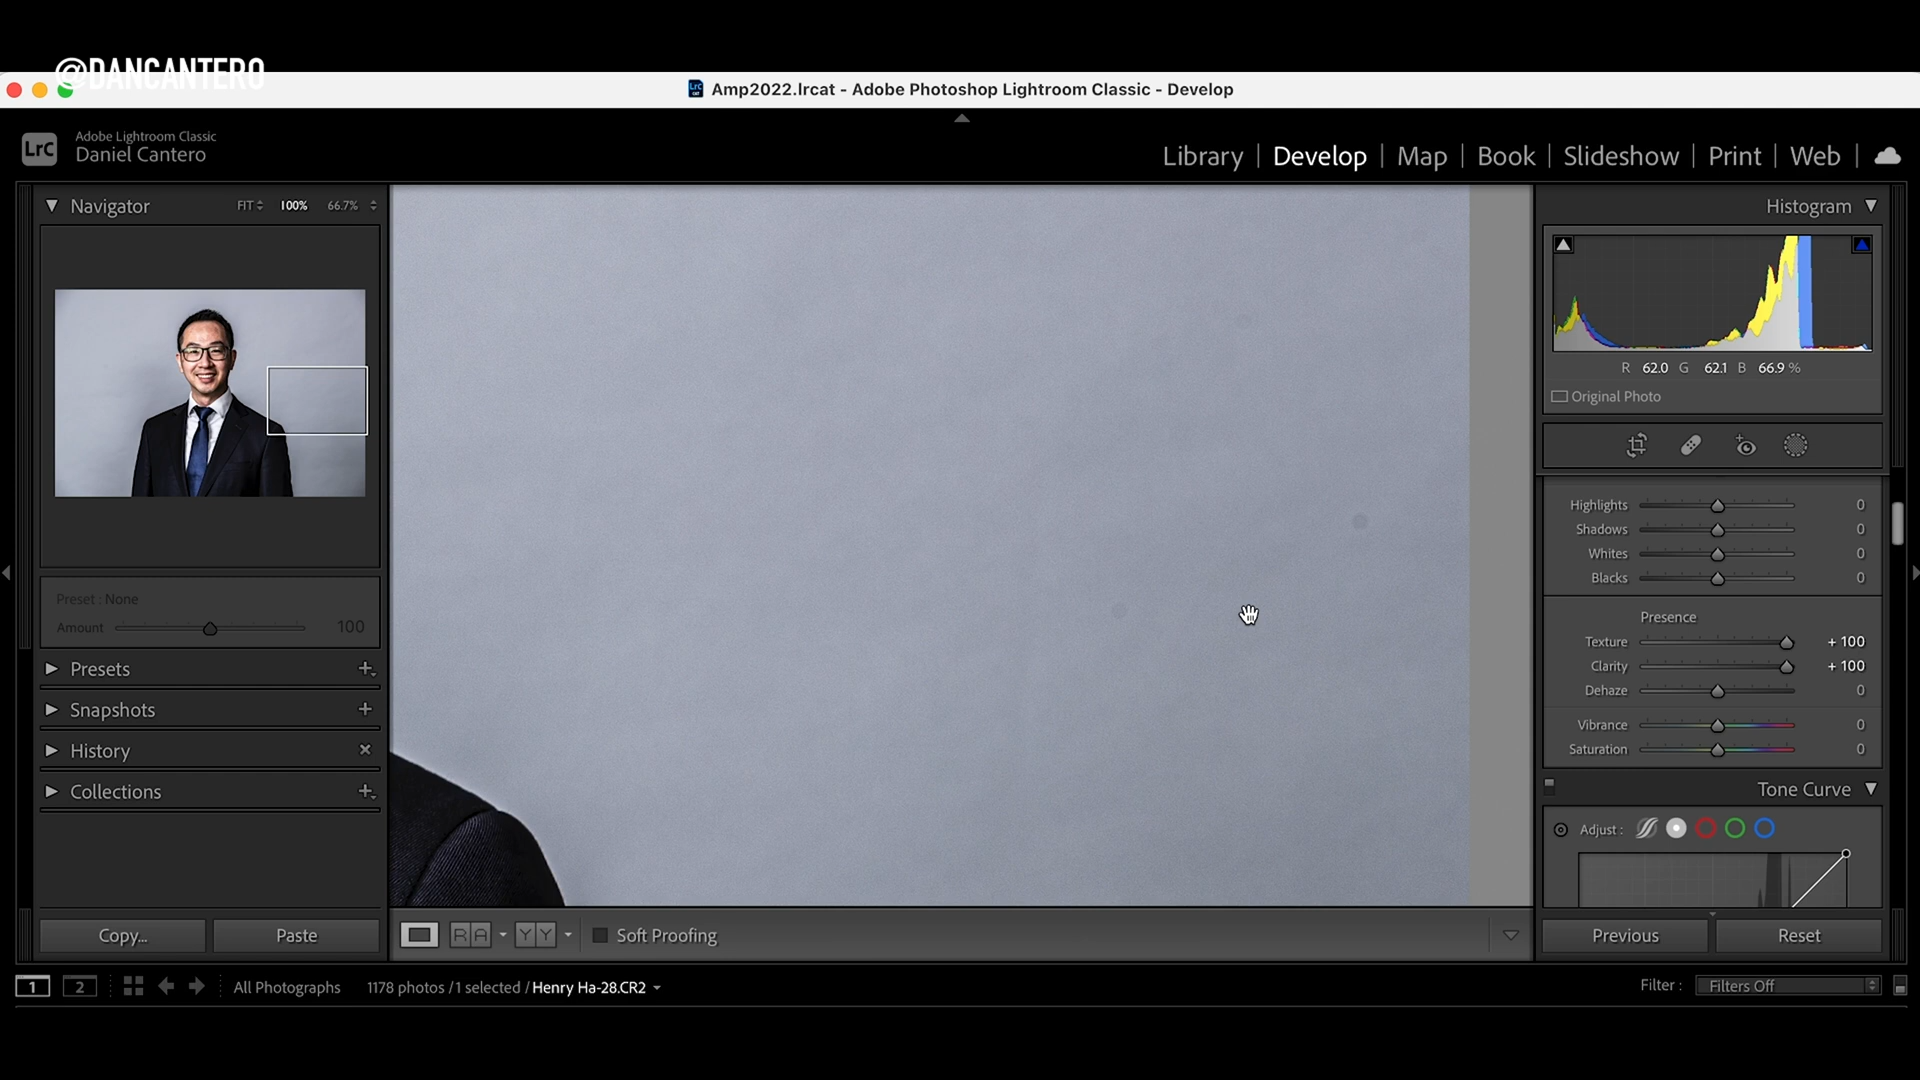 @DANCANTERO
Amp2022.lrcat - Adobe Photoshop Lightroom Classic - Develop
LrC
Adobe Lightroom Classic
Daniel Cantero
Library | Develop | Map | Book | Slideshow | Print | Web |
Navigator FIT 100% 66.7%
Histogram
R 62.0 G 62.1 B 66.9 %
Original Photo
Highlights 0
Shadows 0
Whites 0
Blacks 0
Presence
Texture + 100
Clarity + 100
Dehaze 0
Vibrance 0
Saturation 0
Tone Curve
Adjust :
Preset : None
Amount 100
Presets
Snapshots
History
Collections
Copy... Paste
R A Y Y Soft Proofing
Previous Reset
1 2 All Photographs 1178 photos / 1 selected / Henry Ha-28.CR2
Filter : Filters Off